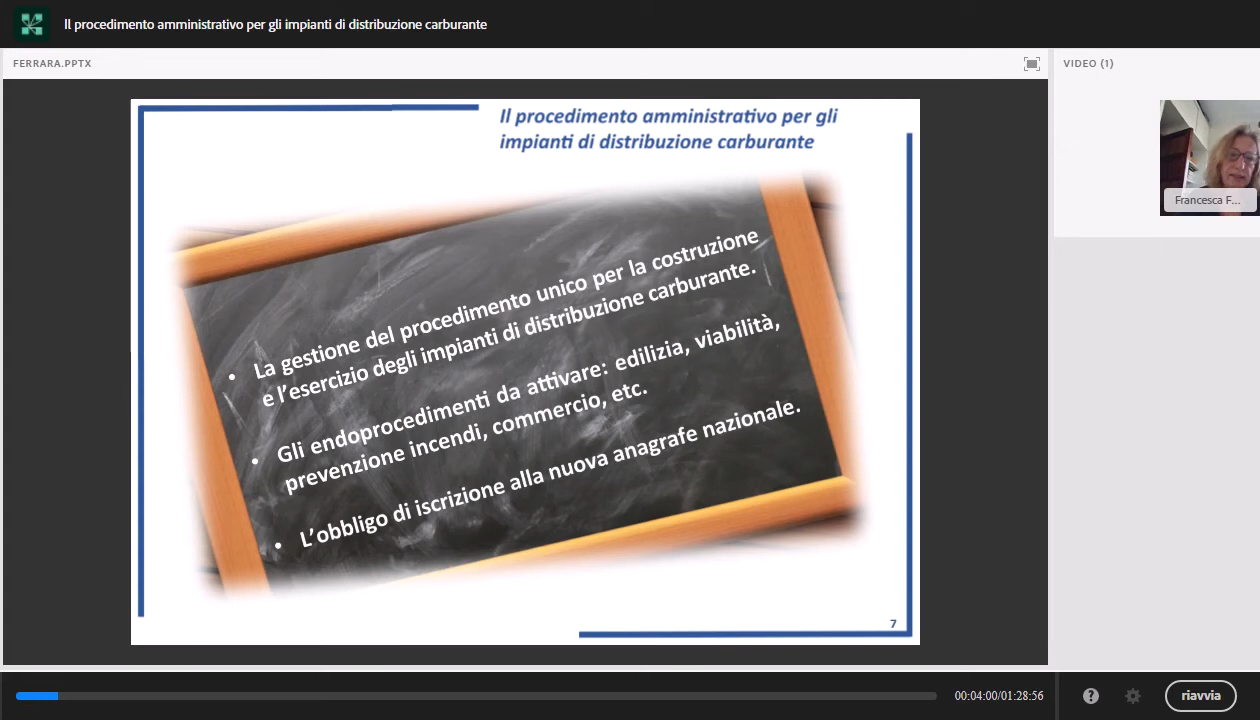 Il procedimento amministrativo per gli impianti di distribuzione carburante
FERRARA.PPTX
VIDEO (1)
Il procedimento amministrativo per gli
impianti di distribuzione carburante
• La gestione del procedimento unico per la costruzione
e l'esercizio degli impianti di distribuzione carburante.
• Gli endoprocedimenti da attivare: edilizia, viabilità,
prevenzione incendi, commercio, etc.
• L'obbligo di iscrizione alla nuova anagrafe nazionale.
7
Francesca F...
00:04:00/01:28:56
?
riavvia